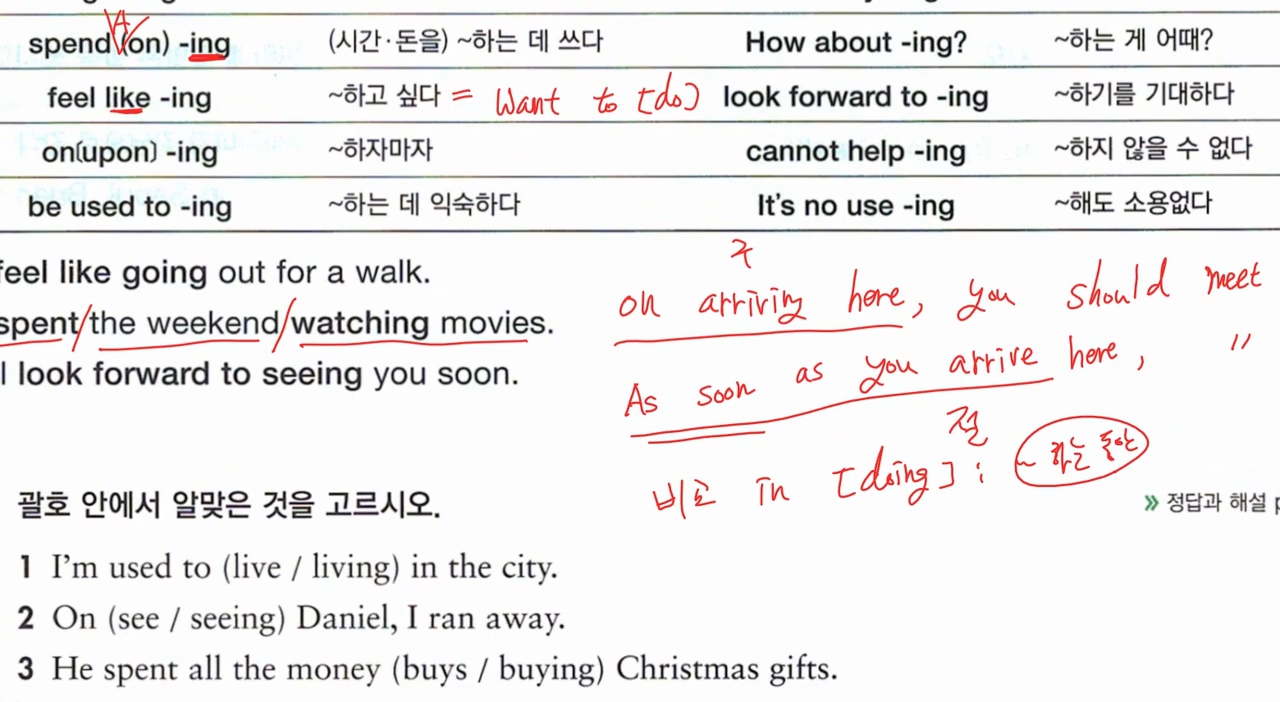 spend (on) -ing (시간·돈을) ~하는 데 쓰다 How about -ing? ~하는 게 어때?
A
feel like -ing ~하고 싶다 = Want to [do] look forward to -ing ~하기를 기대하다
on(upon) -ing ~하자마자 cannot help -ing ~하지 않을 수 없다
be used to -ing ~하는 데 익숙하다 It's no use -ing ~해도 소용없다
feel like going out for a walk.
spent/the weekend/watching movies.
I look forward to seeing you soon.
구
on arriving here, you should meet
As soon as you arrive here, "
절
비교 in [doing] : ~하는 동안
괄호 안에서 알맞은 것을 고르시오.
» 정답과 해설 p
1 I'm used to (live / living) in the city.
2 On (see / seeing) Daniel, I ran away.
3 He spent all the money (buys / buying) Christmas gifts.